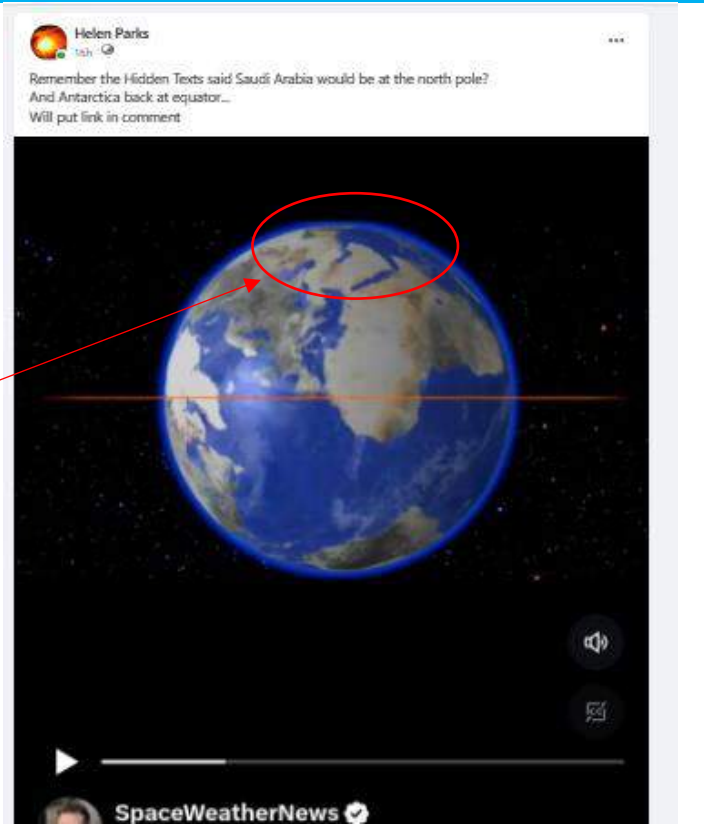 Helen Parks
16h
Remember the Hidden Texts said Saudi Arabia would be at the north pole?
And Antarctica back at equator...
Will put link in comment
SpaceWeatherNews